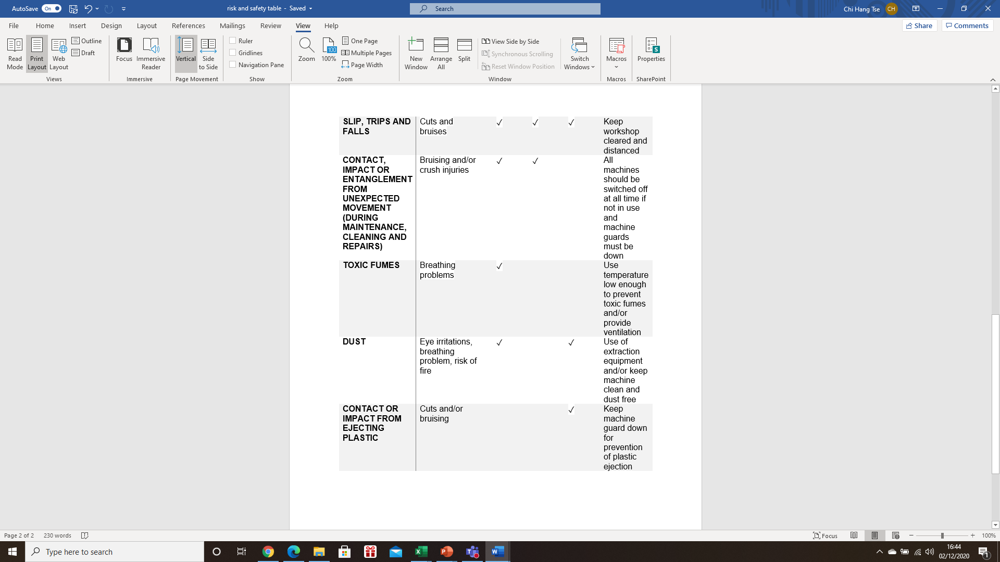 AutoSave On risk and safety table - Saved Search Chi Hang Tse CH
File Home Insert Design Layout References Mailings Review View Help Share Comments
Read Mode
Print Layout
Web Layout
Outline
Draft
Views
Focus
Immersive Reader
Immersive
Vertical
Side to Side
Page Movement
Ruler
Gridlines
Navigation Pane
Show
Zoom
100
100%
One Page
Multiple Pages
Page Width
Zoom
New Window
Arrange All
Split
View Side by Side
Synchronous Scrolling
Reset Window Position
Window
Switch Windows
Macros
Macros
S
Properties
SharePoint
SLIP, TRIPS AND
FALLS
Cuts and
bruises
✓ ✓ ✓
Keep
workshop
cleared and
distanced
CONTACT,
IMPACT OR
ENTANGLEMENT
FROM
UNEXPECTED
MOVEMENT
(DURING
MAINTENANCE,
CLEANING AND
REPAIRS)
Bruising and/or
crush injuries
✓ ✓
All
machines
should be
switched off
at all time if
not in use
and
machine
guards
must be
down
TOXIC FUMES
Breathing
problems
✓
Use
temperature
low enough
to prevent
toxic fumes
and/or
provide
ventilation
DUST
Eye irritations,
breathing
problem, risk of
fire
✓ ✓
Use of
extraction
equipment
and/or keep
machine
clean and
dust free
CONTACT OR
IMPACT FROM
EJECTING
PLASTIC
Cuts and/or
bruising
✓
Keep
machine
guard down
for
prevention
of plastic
ejection
Page 2 of 2 230 words Focus 100%
Type here to search
16:44
02/12/2020
1